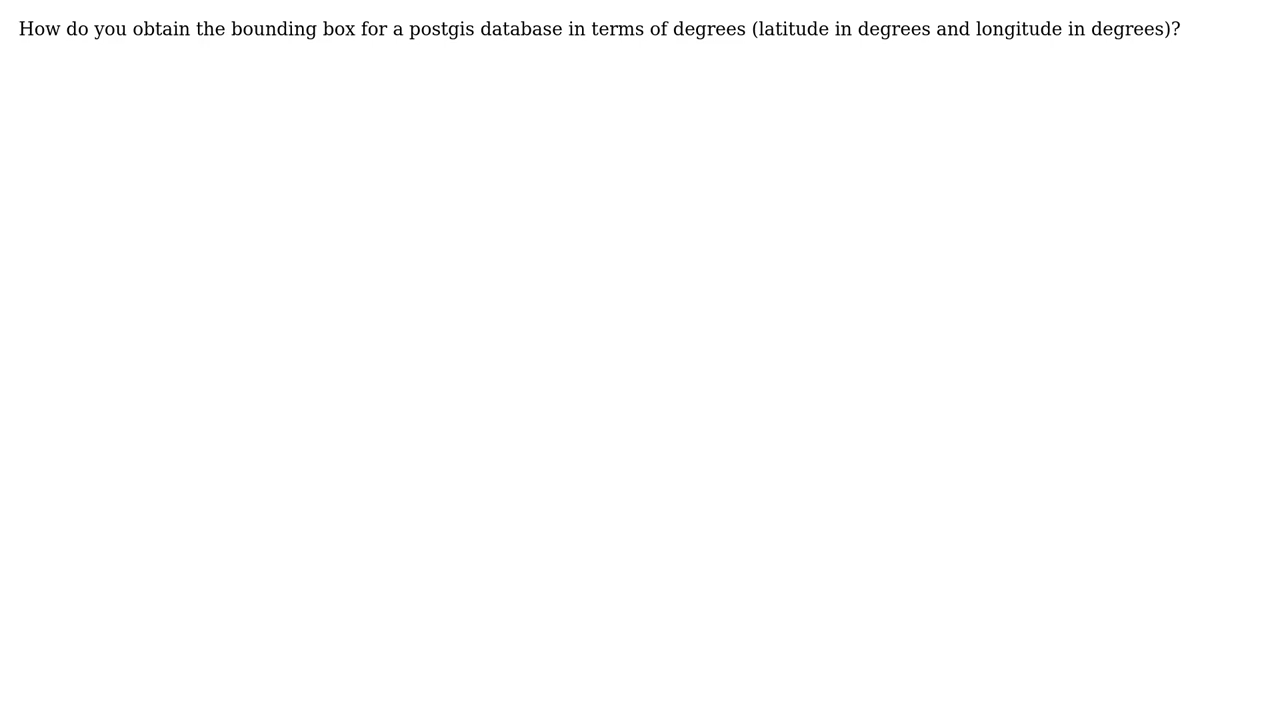 How do you obtain the bounding box for a postgis database in terms of degrees (latitude in degrees and longitude in degrees)?